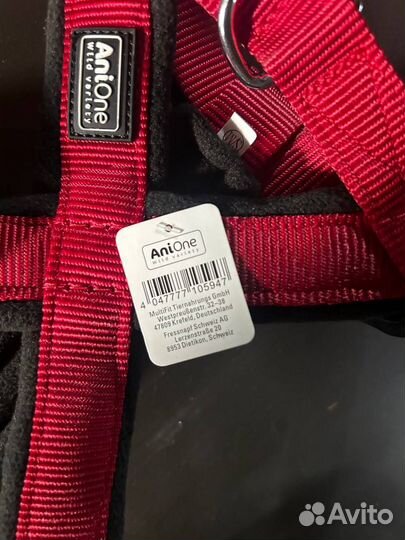 AniOne
Wild Variety
AniOne
Wild Variety
4 047777 105947
MultiFit Tiernahrungs GmbH
Westpreußenstr. 32-38
47809 Krefeld, Deutschland
Fressnapf Schweiz AG
Lerzenstraße 20
8953 Dietikon, Schweiz
Avito